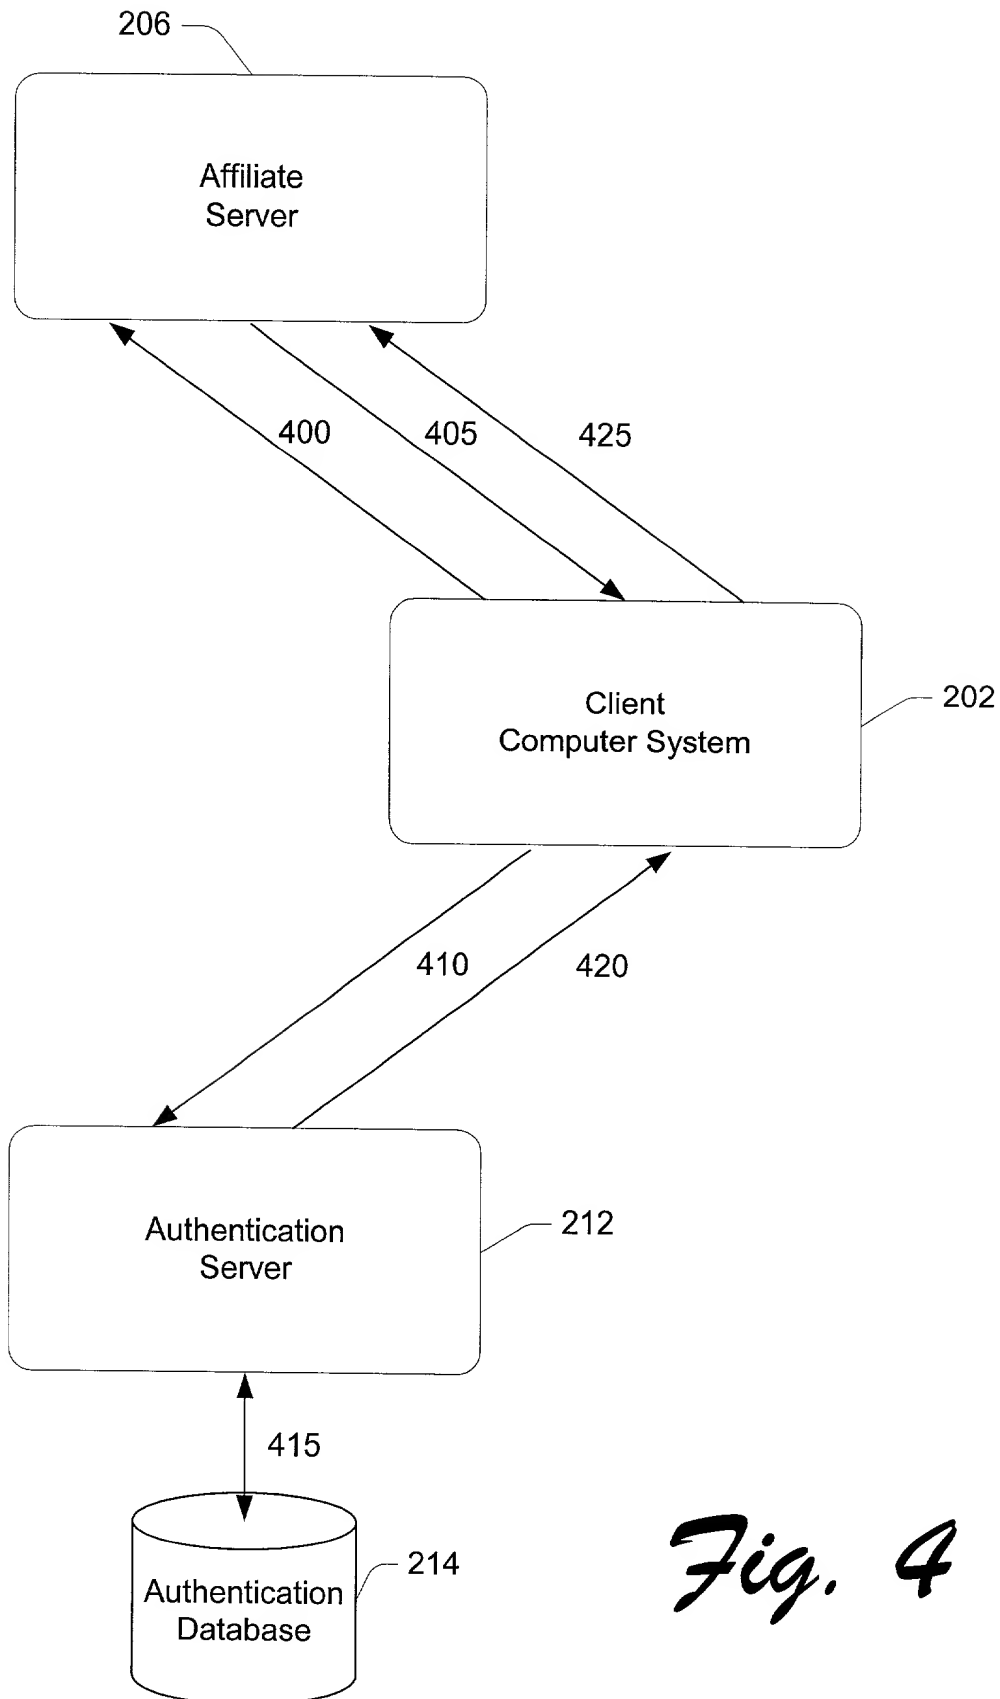 206
Affiliate
Server
400
405
425
Client
Computer System
202
410
420
Authentication
Server
212
415
Authentication
Database
214
Fig. 4